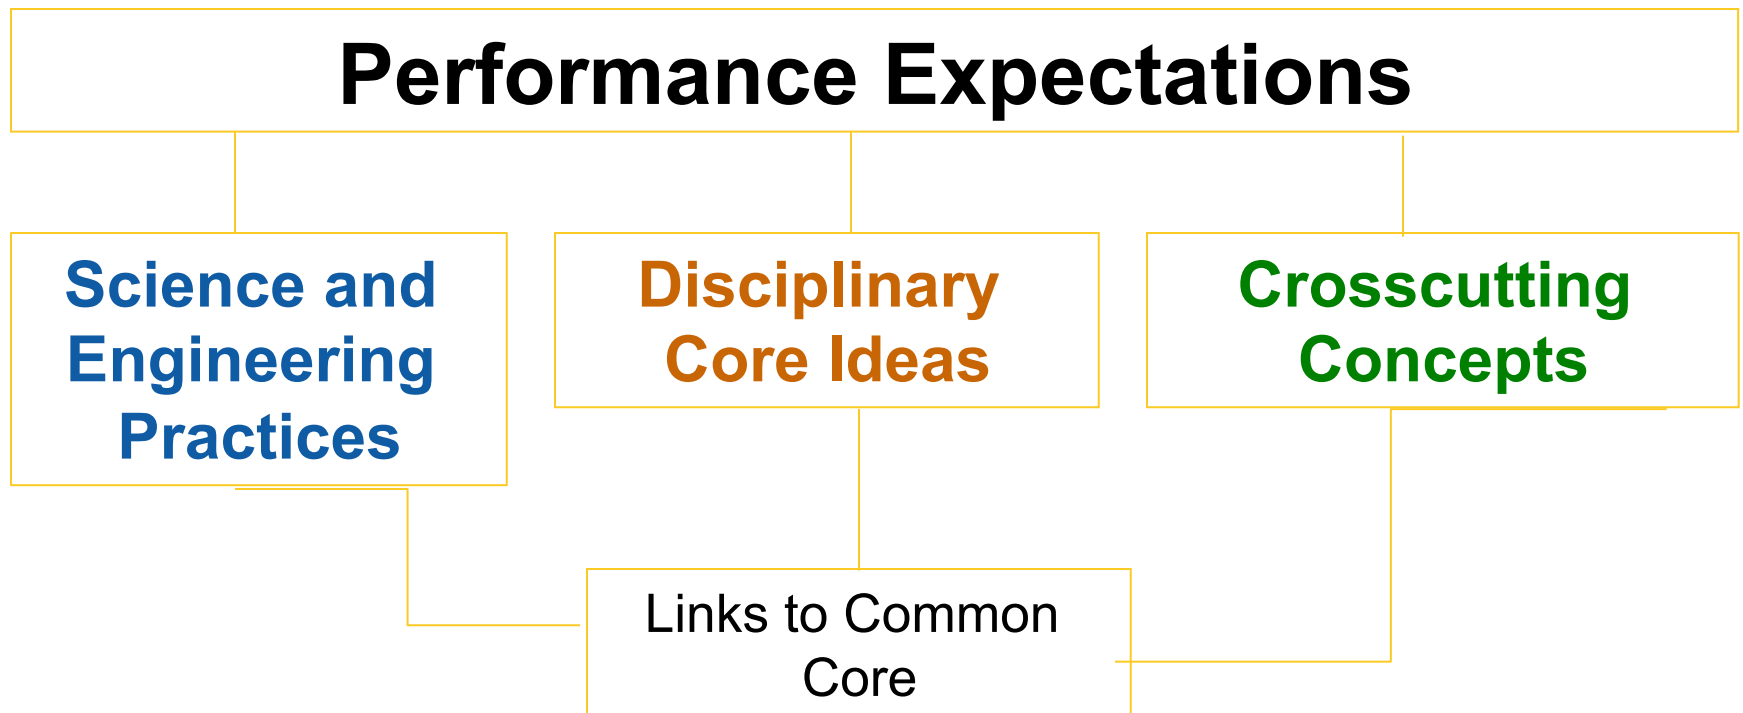 Performance Expectations
Science and
Engineering
Practices
Disciplinary
Core Ideas
Crosscutting
Concepts
Links to Common
Core